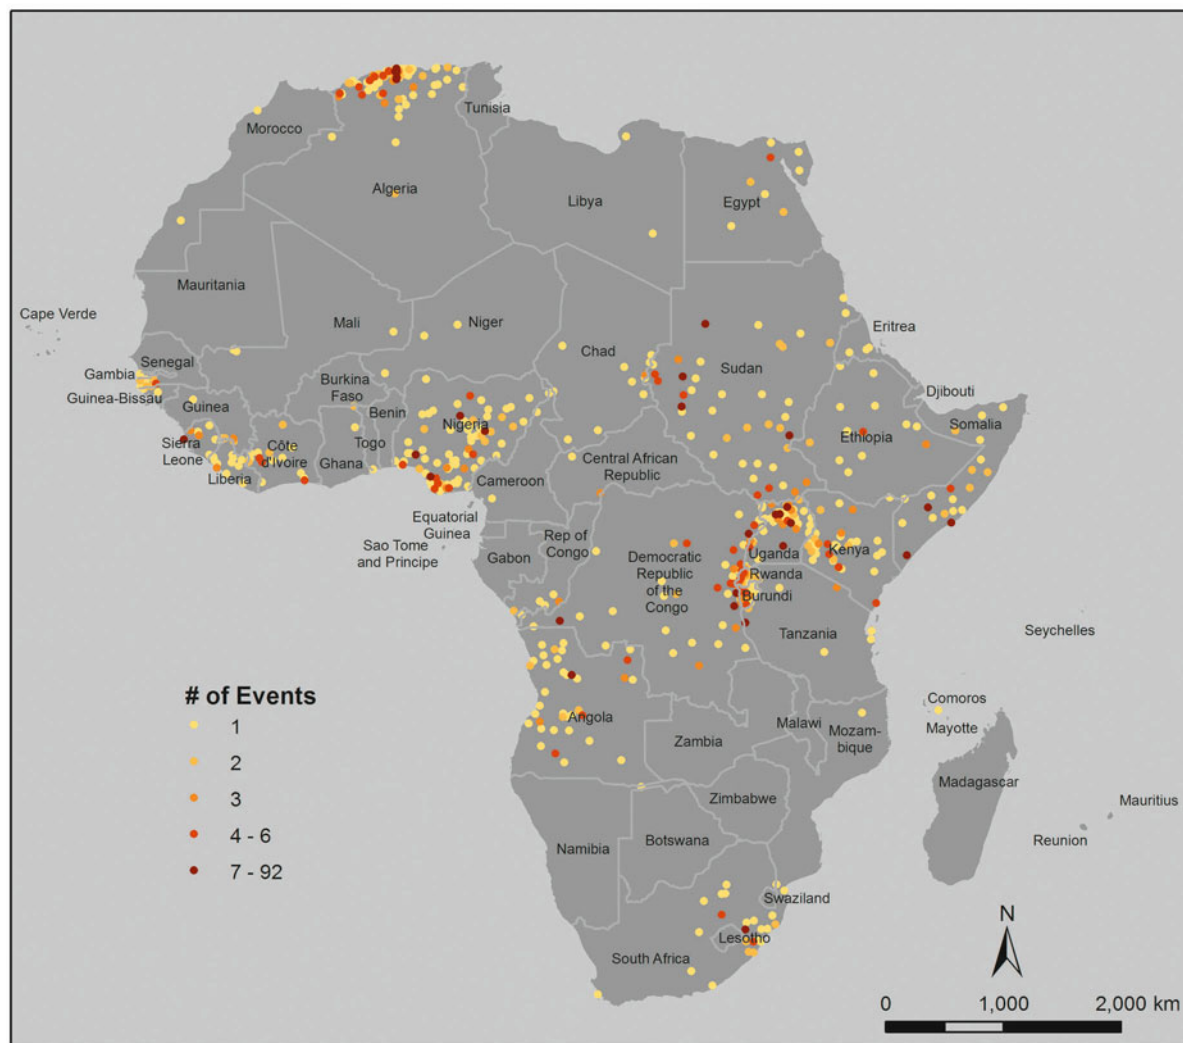 Tunisia
Morocco
Algeria
Libya
Egypt
Mauritania
Cape Verde
Mali
Niger
Eritrea
Chad
Senegal
Sudan
Gambia
Burkina
Faso
Djibouti
Guinea-Bissau
Guinea
Benin
Nigeria
Somalia
Sierra
Leone
Côte
d'Ivoire
Togo
Ethiopia
Ghana
Central African
Republic
Liberia
Cameroon
Equatorial
Guinea
Rep of
Congo
Sao Tome
and Principe
Gabon
Democratic
Republic
of the
Congo
Uganda
Kenya
Rwanda
Burundi
Tanzania
Seychelles
# of Events
1
2
3
4 - 6
7 - 92
Comoros
Mayotte
Angola
Malawi
Mozam-
bique
Zambia
Madagascar
Zimbabwe
Mauritius
Reunion
Botswana
Namibia
Swaziland
Lesotho
South Africa
N
0 1,000 2,000 km